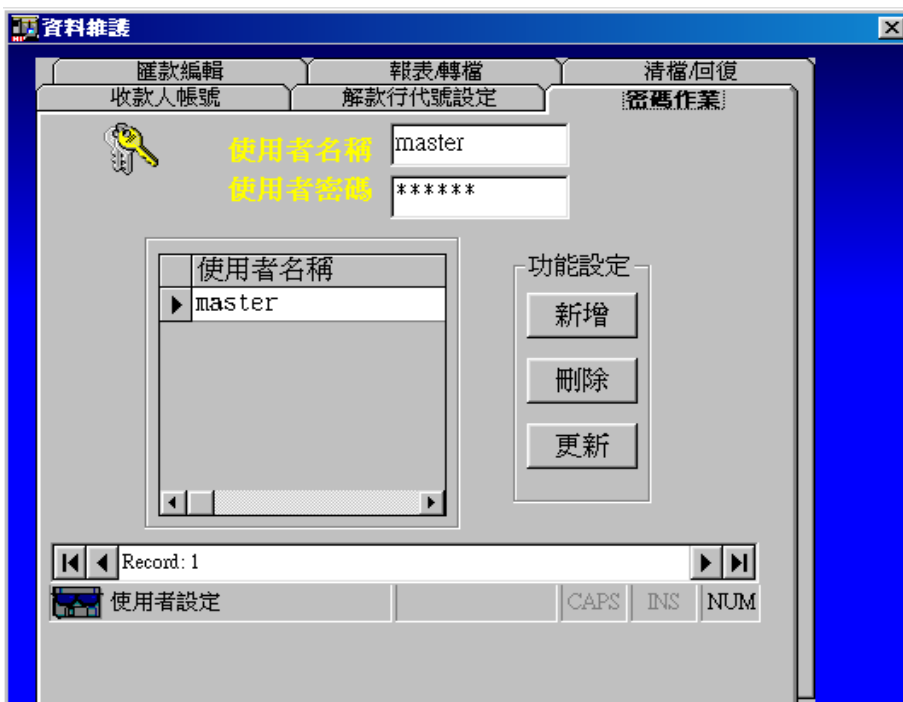 資料維護
匯款編輯 報表/轉檔 清檔/回復
收款人帳號 解款行代號設定 密碼作業
使用者名稱 master
使用者密碼 ******
使用者名稱
master
功能設定
新增
刪除
更新
Record: 1
使用者設定 CAPS INS NUM